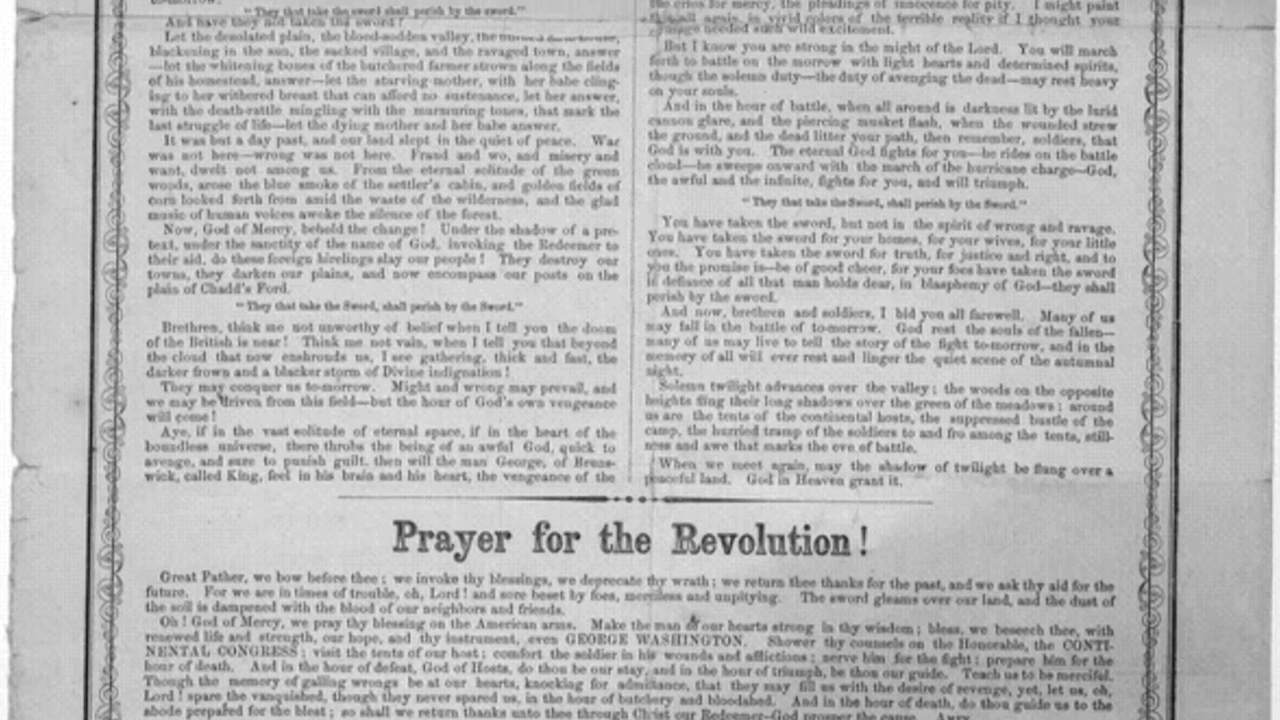 "They that take the sword shall perish by the sword."
And have they not taken the sword?
Let the desolated plain, the blood-sodden valley, the burned farm-house,
blackening in the sun, the sacked village, and the ravaged town, answer
—let the whitening bones of the butchered farmer strown along the fields
of his homestead, answer—let the starving mother, with her babe cling-
ing to her withered breast that can afford no sustenance, let her answer,
with the death-rattle mingling with the murmuring tones, that mark the
last struggle of life—let the dying mother and her babe answer.
It was but a day past, and our land slept in the quiet of peace. War
was not here—wrong was not here. Fraud and wo, and misery and
want, dwelt not among us. From the eternal solitude of the green
woods, arose the blue smoke of the settler's cabin, and golden fields of
corn looked forth from amid the waste of the wilderness, and the glad
music of human voices awoke the silence of the forest.
Now, God of Mercy, behold the change! Under the shadow of a pre-
text, under the sanctity of the name of God, invoking the Redeemer to
their aid, do these foreign hirelings slay our people! They destroy our
towns, they darken our plains, and now encompass our posts on the
plain of Chadd's Ford.
"They that take the Sword, shall perish by the Sword."
Brethren, think me not unworthy of belief when I tell you the doom
of the British is near! Think me not vain, when I tell you that beyond
the cloud that now enshrouds us, I see gathering, thick and fast, the
darker frown and a blacker storm of Divine indignation!
They may conquer us to-morrow. Might and wrong may prevail, and
we may be driven from this field—but the hour of God's own vengeance
will come!
Aye, if in the vast solitude of eternal space, if in the heart of the
boundless universe, there throbs the being of an awful God, quick to
avenge, and sure to punish guilt, then will the man George, of Bruns-
wick, called King, feel in his brain and his heart, the vengeance of the
the cries for mercy, the pleadings of innocence for pity. I might paint
this all again, in vivid colors of the terrible reality if I thought your
courage needed such wild excitement.
But I know you are strong in the might of the Lord. You will march
forth to battle on the morrow with light hearts and determined spirits,
though the solemn duty—the duty of avenging the dead—may rest heavy
on your souls.
And in the hour of battle, when all around is darkness lit by the lurid
cannon glare, and the piercing musket flash, when the wounded strew
the ground, and the dead litter your path, then remember, soldiers, that
God is with you. The eternal God fights for you—he rides on the battle
cloud—he sweeps onward with the march of the hurricane charge—God,
the awful and the infinite, fights for you, and will triumph.
"They that take the Sword, shall perish by the Sword."
You have taken the sword, but not in the spirit of wrong and ravage.
You have taken the sword for your homes, for your wives, for your little
ones. You have taken the sword for truth, for justice and right, and to
you the promise is—be of good cheer, for your foes have taken the sword
in defiance of all that man holds dear, in blasphemy of God—they shall
perish by the sword.
And now, brethren and soldiers, I bid you all farewell. Many of us
may fall in the battle of to-morrow. God rest the souls of the fallen—
many of us may live to tell the story of the fight to-morrow, and in the
memory of all will ever rest and linger the quiet scene of the autumnal
night.
Solemn twilight advances over the valley; the woods on the opposite
heights fling their long shadows over the green of the meadows; around
us are the tents of the continental hosts, the suppressed bustle of the
camp, the hurried tramp of the soldiers to and fro among the tents, still-
ness and awe that marks the eve of battle.
When we meet again, may the shadow of twilight be flung over a
peaceful land. God in Heaven grant it.
Prayer for the Revolution!
Great Father, we bow before thee; we invoke thy blessings, we deprecate thy wrath; we return thee thanks for the past, and we ask thy aid for the
future. For we are in times of trouble, oh, Lord! and sore beset by foes, merciless and unpitying. The sword gleams over our land, and the dust of
the soil is dampened with the blood of our neighbors and friends.
Oh! God of Mercy, we pray thy blessing on the American arms. Make the man of our hearts strong in thy wisdom; bless, we beseech thee, with
renewed life and strength, our hope, and thy instrument, even GEORGE WASHINGTON. Shower thy counsels on the Honorable, the CONTI-
NENTAL CONGRESS; visit the tents of our host; comfort the soldier in his wounds and afflictions; nerve him for the fight; prepare him for the
hour of death. And in the hour of defeat, God of Hosts, do thou be our stay, and in the hour of triumph, be thou our guide. Teach us to be merciful.
Though the memory of galling wrongs be at our hearts, knocking for admittance, that they may fill us with the desire of revenge, yet, let us, oh,
Lord! spare the vanquished, though they never spared us, in the hour of butchery and bloodshed. And in the hour of death, do thou guide us to the
abode prepared for the blest; so shall we return thanks unto thee through Christ our Redeemer—God prosper the cause. Amen.